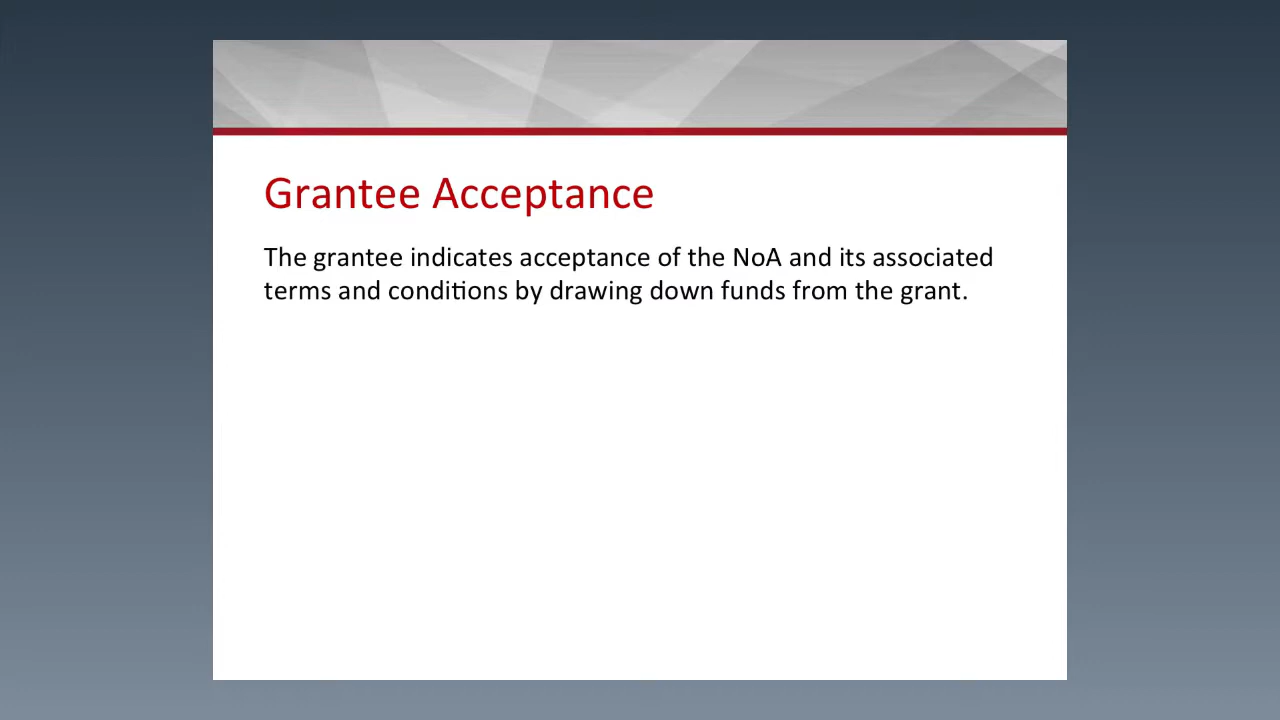 Grantee Acceptance
The grantee indicates acceptance of the NoA and its associated
terms and conditions by drawing down funds from the grant.